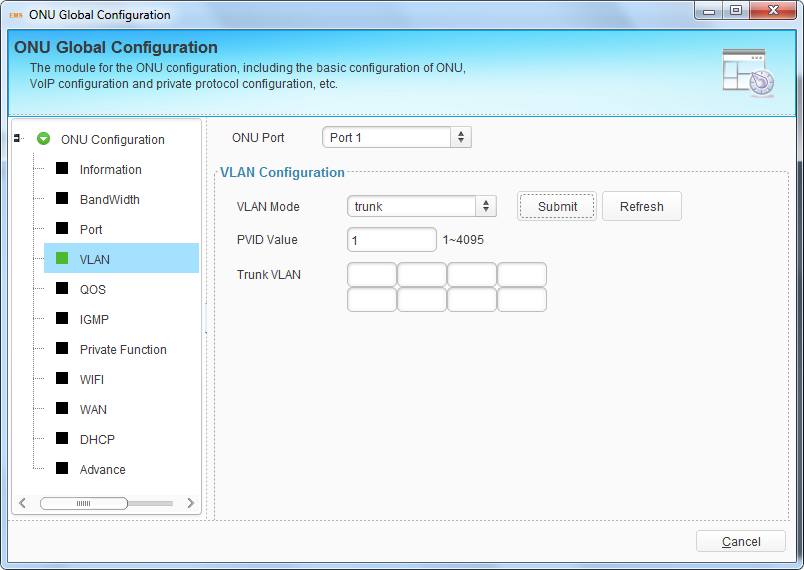 EMS ONU Global Configuration
ONU Global Configuration
The module for the ONU configuration, including the basic configuration of ONU,
VoIP configuration and private protocol configuration, etc.
ONU Configuration
Information
BandWidth
Port
VLAN
QOS
IGMP
Private Function
WIFI
WAN
DHCP
Advance
ONU Port Port 1
VLAN Configuration
VLAN Mode trunk Submit Refresh
PVID Value 1 1~4095
Trunk VLAN
Cancel